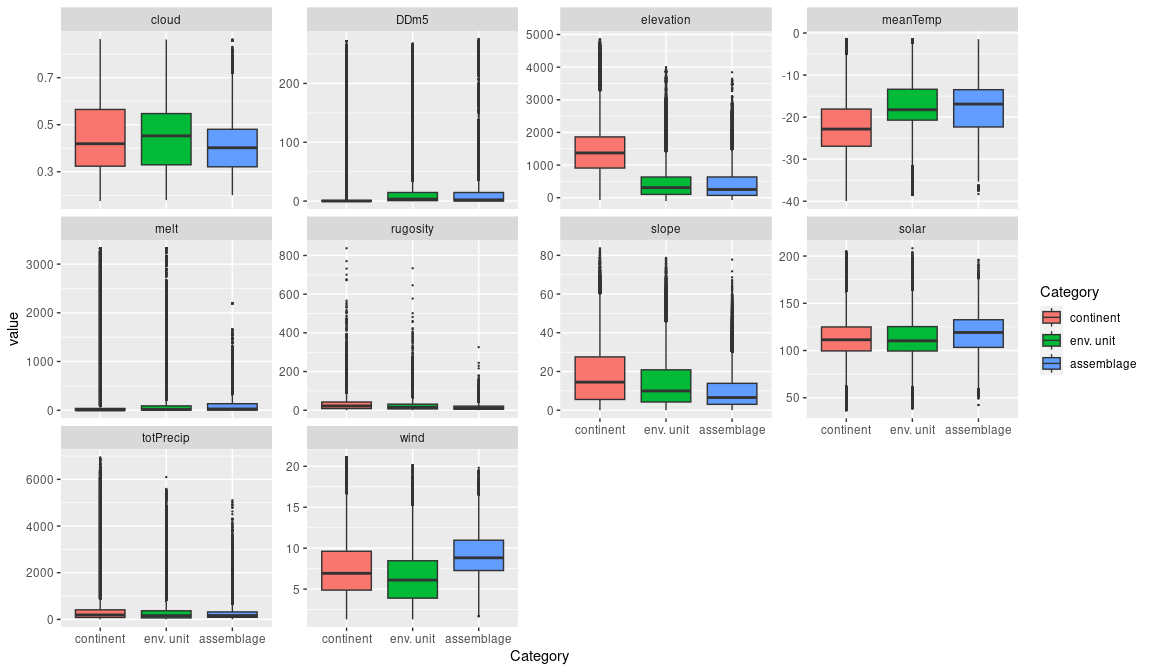 cloud
DDm5
elevation
meanTemp
0.7
0.5
0.3
200
100
0
5000
4000
3000
2000
1000
0
0
-10
-20
-30
-40
melt
rugosity
slope
solar
3000
2000
1000
0
800
600
400
200
0
80
60
40
20
0
200
150
100
50
continent env. unit assemblage
continent env. unit assemblage
totPrecip
wind
6000
4000
2000
0
20
15
10
5
continent env. unit assemblage
continent env. unit assemblage
value
Category
Category
continent
env. unit
assemblage